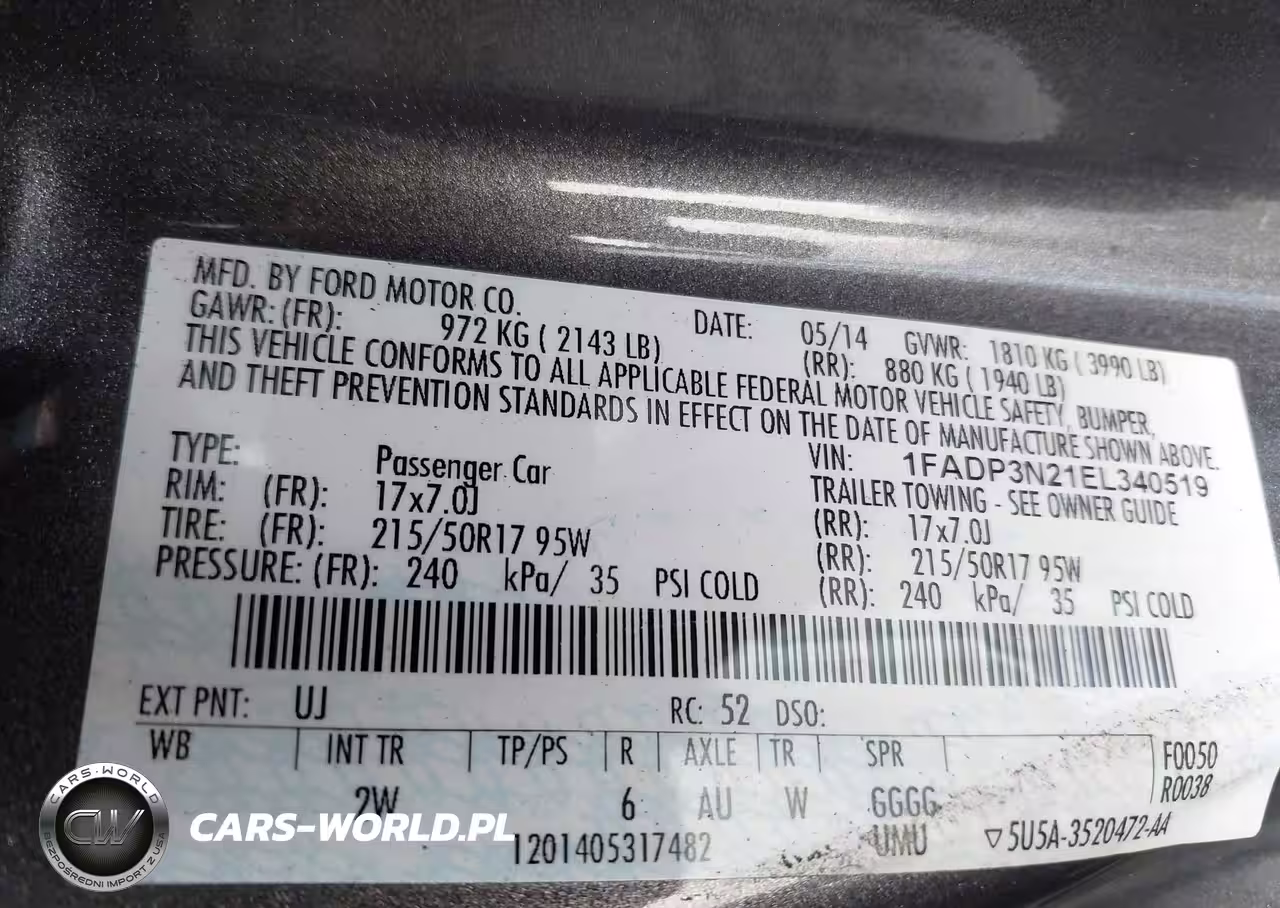 MFD. BY FORD MOTOR CO. DATE: 05/14 GVWR: 1810 KG ( 3990 LB)
GAWR: (FR): 972 KG ( 2143 LB) (RR): 880 KG ( 1940 LB)
THIS VEHICLE CONFORMS TO ALL APPLICABLE FEDERAL MOTOR VEHICLE SAFETY, BUMPER,
AND THEFT PREVENTION STANDARDS IN EFFECT ON THE DATE OF MANUFACTURE SHOWN ABOVE.
VIN: 1FADP3N21EL340519
TYPE: Passenger Car TRAILER TOWING - SEE OWNER GUIDE
RIM: (FR): 17x7.0J (RR): 17x7.0J
TIRE: (FR): 215/50R17 95W (RR): 215/50R17 95W
PRESSURE: (FR): 240 kPa/ 35 PSI COLD (RR): 240 kPa/ 35 PSI COLD
EXT PNT: UJ RC: 52 DSO:
WB INT TR TP/PS R AXLE TR SPR F0050
2W 6 AU W GGGG R0038
1201405317482 UMU 5U5A-3520472-AA
CARS-WORLD
CW
BEZPOŚREDNI IMPORT Z USA
CARS-WORLD.PL